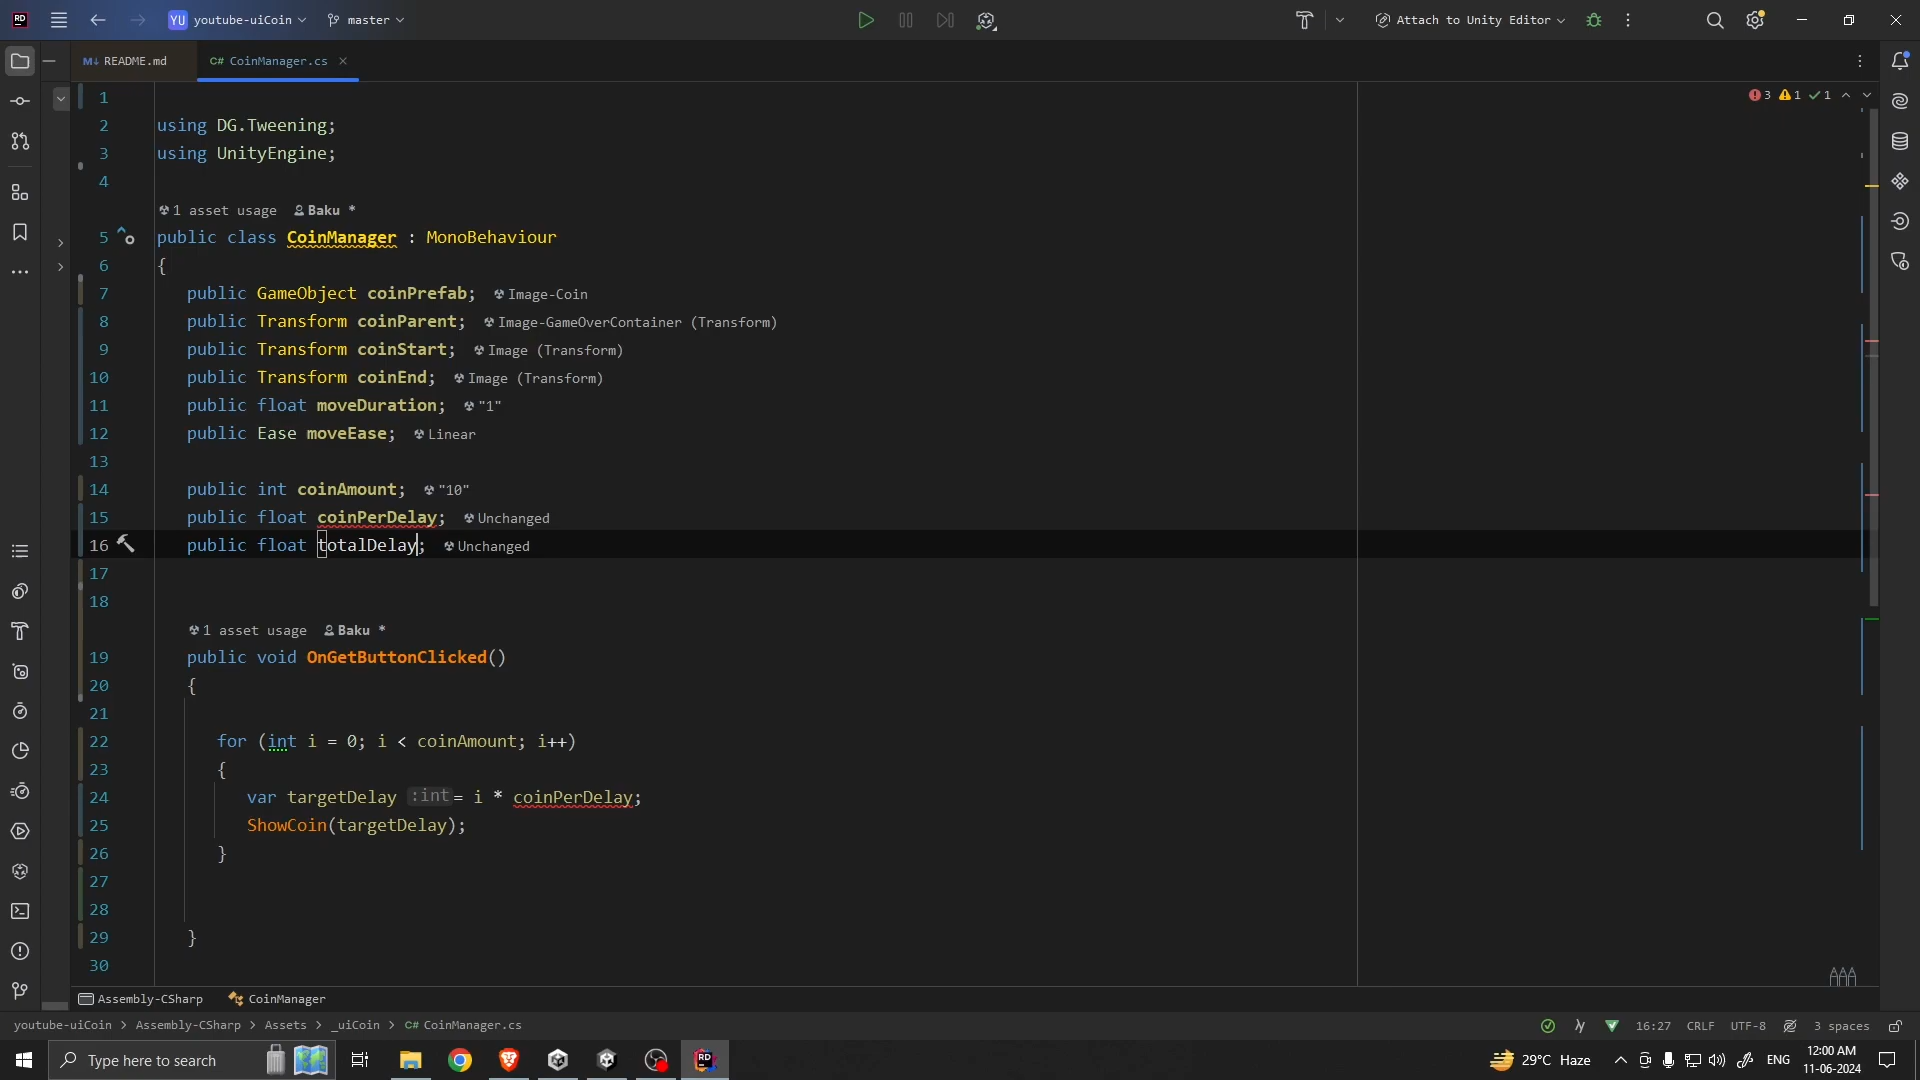 RD YU youtube-uiCoin master Attach to Unity Editor
M↓ README.md C# CoinManager.cs
3 1 1
1
2 using DG.Tweening;
3 using UnityEngine;
4
1 asset usage Baku *
5 public class CoinManager : MonoBehaviour
6 {
7 public GameObject coinPrefab; Image-Coin
8 public Transform coinParent; Image-GameOverContainer (Transform)
9 public Transform coinStart; Image (Transform)
10 public Transform coinEnd; Image (Transform)
11 public float moveDuration; "1"
12 public Ease moveEase; Linear
13
14 public int coinAmount; "10"
15 public float coinPerDelay; Unchanged
16 public float totalDelay; Unchanged
17
18
1 asset usage Baku *
19 public void OnGetButtonClicked()
20 {
21
22 for (int i = 0; i < coinAmount; i++)
23 {
24 var targetDelay :int = i * coinPerDelay;
25 ShowCoin(targetDelay);
26 }
27
28
29 }
30
Assembly-CSharp CoinManager
youtube-uiCoin > Assembly-CSharp > Assets > _uiCoin > C# CoinManager.cs 16:27 CRLF UTF-8 3 spaces
Type here to search RD 29°C Haze ENG 12:00 AM
11-06-2024